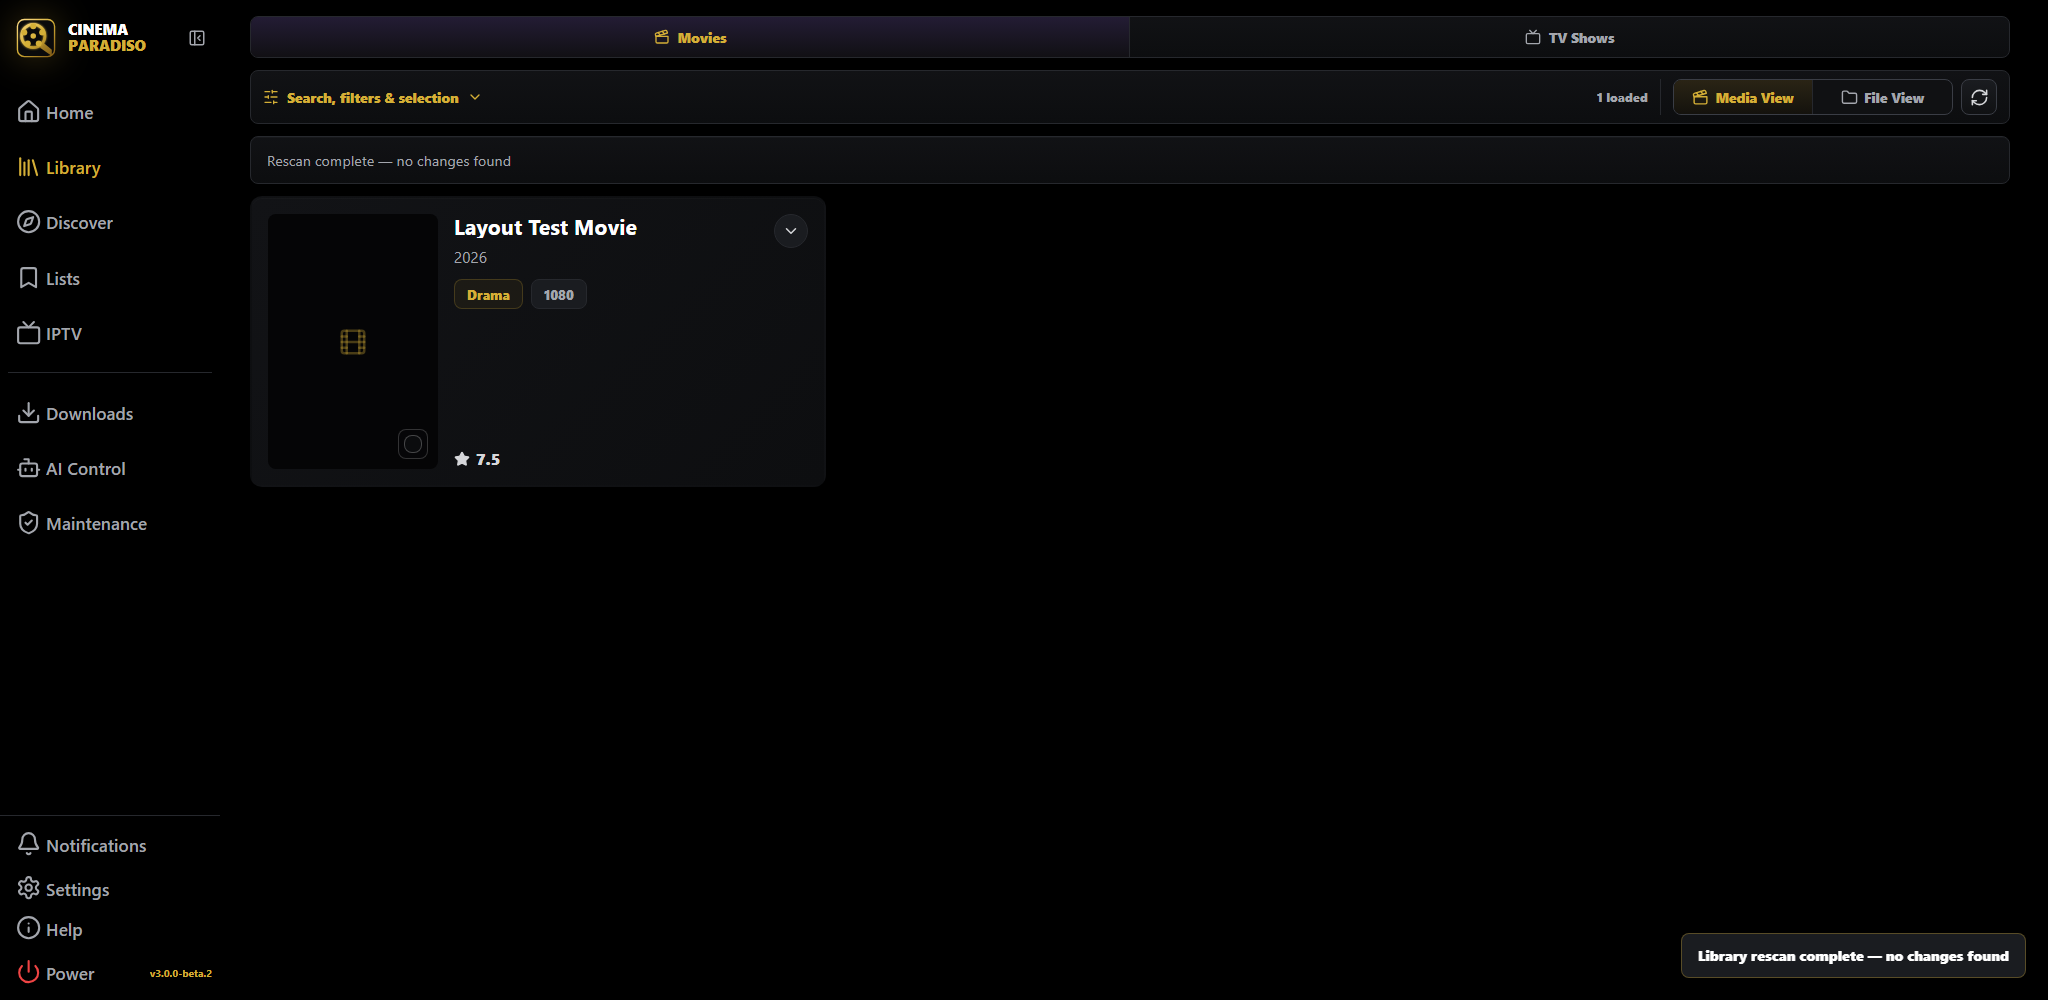 CINEMA
PARADISO
Home
Library
Discover
Lists
IPTV
Downloads
AI Control
Maintenance
Notifications
Settings
Help
Power
v3.0.0-beta.2
Movies
TV Shows
Search, filters & selection
1 loaded
Media View
File View
Rescan complete — no changes found
Layout Test Movie
2026
Drama
1080
7.5
Library rescan complete — no changes found